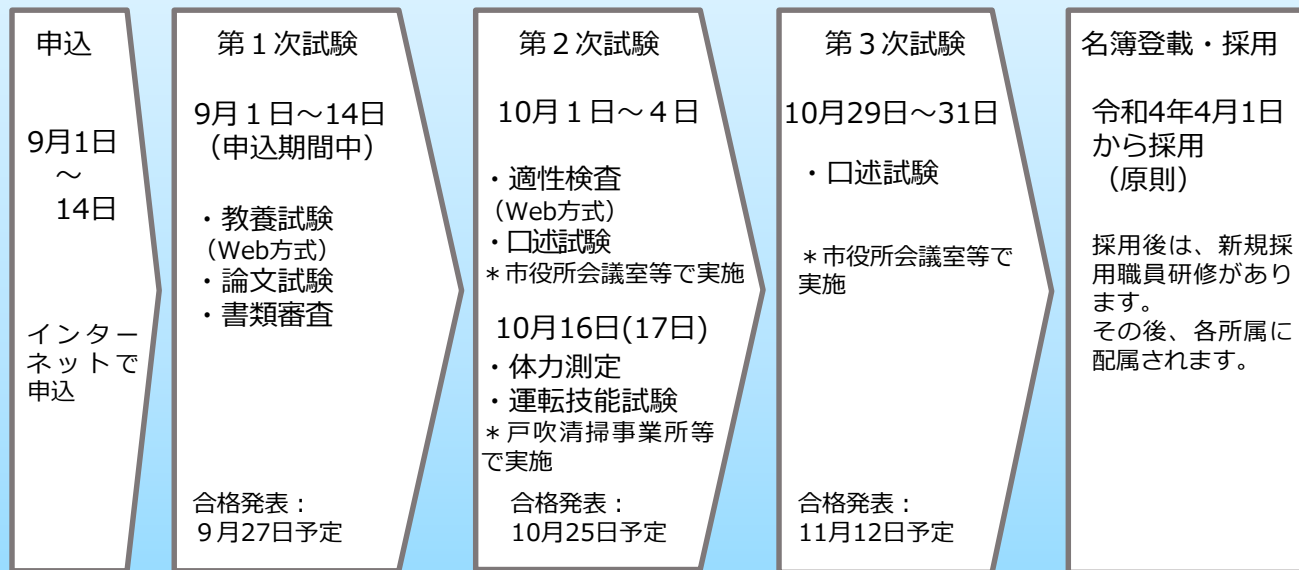 申込
9月1日
～
14日
インター
ネットで
申込
第１次試験
9月１日～14日
（申込期間中）
・教養試験
（Web方式）
・論文試験
・書類審査
合格発表：
９月27日予定
第２次試験
10月１日～４日
・適性検査
（Web方式）
・口述試験
＊市役所会議室等で実施
10月16日(17日)
・体力測定
・運転技能試験
＊戸吹清掃事業所等
で実施
合格発表：
10月25日予定
第３次試験
10月29日～31日
・口述試験
＊市役所会議室等で
実施
合格発表：
11月12日予定
名簿登載・採用
令和4年4月1日
から採用
（原則）
採用後は、新規採
用職員研修があり
ます。
その後、各所属に
配属されます。